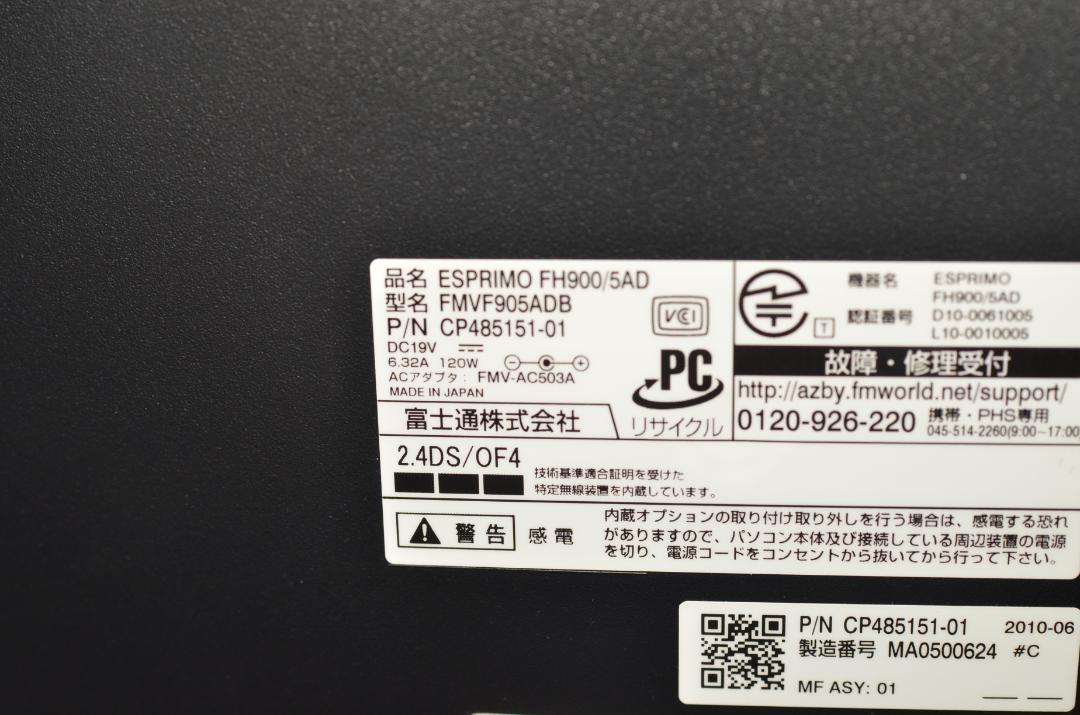 品名 ESPRIMO FH900/5AD
型名 FMVF905ADB
P/N CP485151-01
DC19V
6.32A 120W
ACアダプタ： FMV-AC503A
MADE IN JAPAN
VCI
PC
リサイクル
富士通株式会社
機器名 ESPRIMO
FH900/5AD
認証番号 D10-0061005
L10-0010005
T
故障・修理受付
http://azby.fmworld.net/support/
0120-926-220 携帯・PHS専用
045-514-2260(9:00~17:00
2.4DS/OF4
技術基準適合証明を受けた
特定無線装置を内蔵しています。
警告 感電
内蔵オプションの取り付け取り外しを行う場合は、感電する恐れ
がありますので、パソコン本体及び接続している周辺装置の電源
を切り、電源コードをコンセントから抜いてから行って下さい。
P/N CP485151-01 2010-06
製造番号 MA0500624 #C
MF ASY: 01